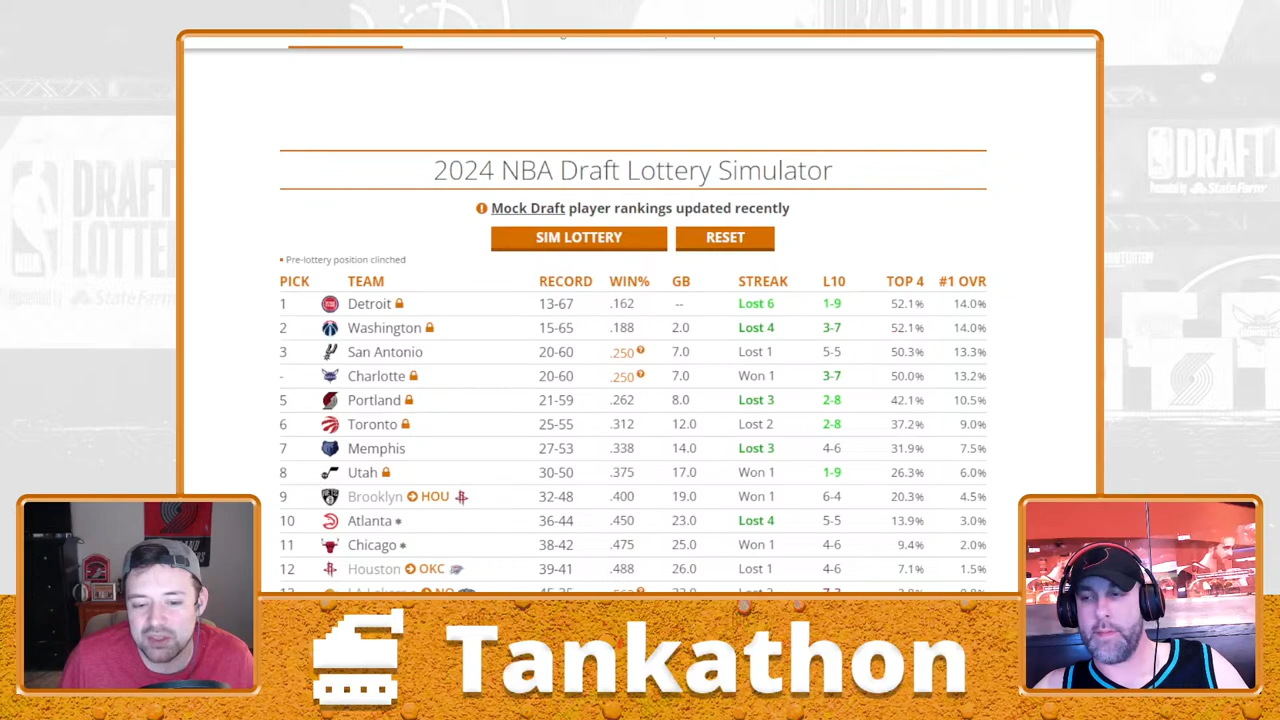 2024 NBA Draft Lottery Simulator
Mock Draft player rankings updated recently
SIM LOTTERY RESET
Pre-lottery position clinched
PICK TEAM RECORD WIN% GB STREAK L10 TOP 4 #1 OVR
1 Detroit 13-67 .162 -- Lost 6 1-9 52.1% 14.0%
2 Washington 15-65 .188 2.0 Lost 4 3-7 52.1% 14.0%
3 San Antonio 20-60 .250 7.0 Lost 1 5-5 50.3% 13.3%
- Charlotte 20-60 .250 7.0 Won 1 3-7 50.0% 13.2%
5 Portland 21-59 .262 8.0 Lost 3 2-8 42.1% 10.5%
6 Toronto 25-55 .312 12.0 Lost 2 2-8 37.2% 9.0%
7 Memphis 27-53 .338 14.0 Lost 3 4-6 31.9% 7.5%
8 Utah 30-50 .375 17.0 Won 1 1-9 26.3% 6.0%
9 Brooklyn HOU 32-48 .400 19.0 Won 1 6-4 20.3% 4.5%
10 Atlanta * 36-44 .450 23.0 Lost 4 5-5 13.9% 3.0%
11 Chicago * 38-42 .475 25.0 Won 1 4-6 9.4% 2.0%
12 Houston OKC 39-41 .488 26.0 Lost 1 4-6 7.1% 1.5%
Tankathon
DRAFT
LOTTERY
DRAFT
State Farm